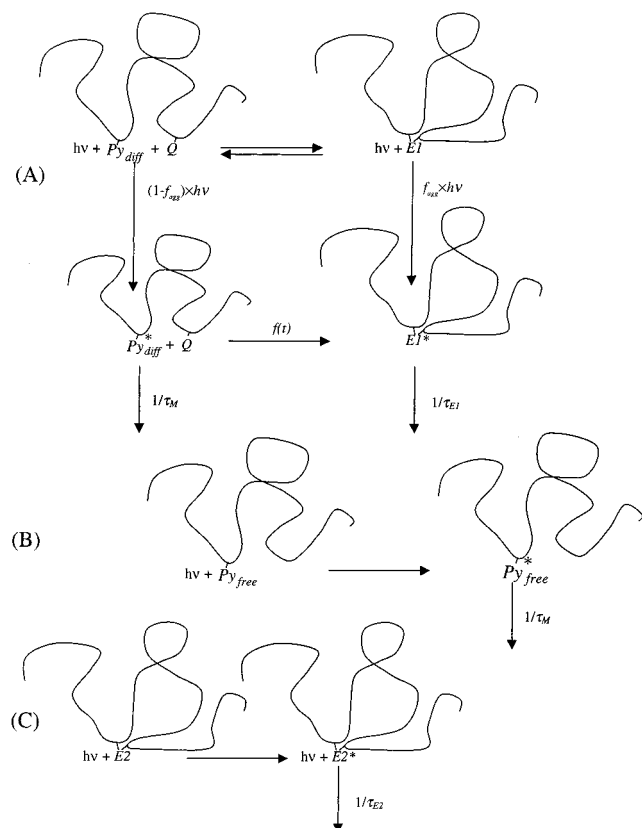 hν + Py_diff + Q
hν + E1
(A)
(1-f_agg)×hν
f_agg×hν
Py*_diff + Q
f(t)
E1*
1/τ_M
1/τ_E1
(B)
hν + Py_free
Py*_free
1/τ_M
(C)
hν + E2
hν + E2*
1/τ_E2